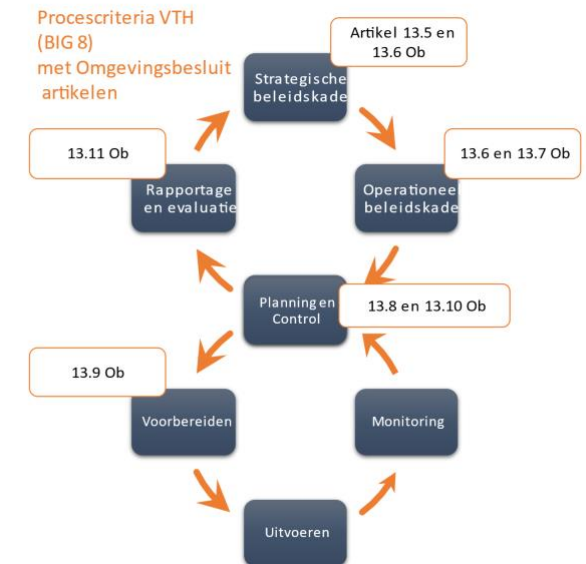 Procescriteria VTH
(BIG 8)
met Omgevingsbesluit
artikelen
Artikel 13.5 en
13.6 Ob
Strategische
beleidskade
13.11 Ob
13.6 en 13.7 Ob
Rapportage
en evaluatie
Operationee
beleidskade
Planning en
Control
13.8 en 13.10 Ob
13.9 Ob
Voorbereiden
Monitoring
Uitvoeren